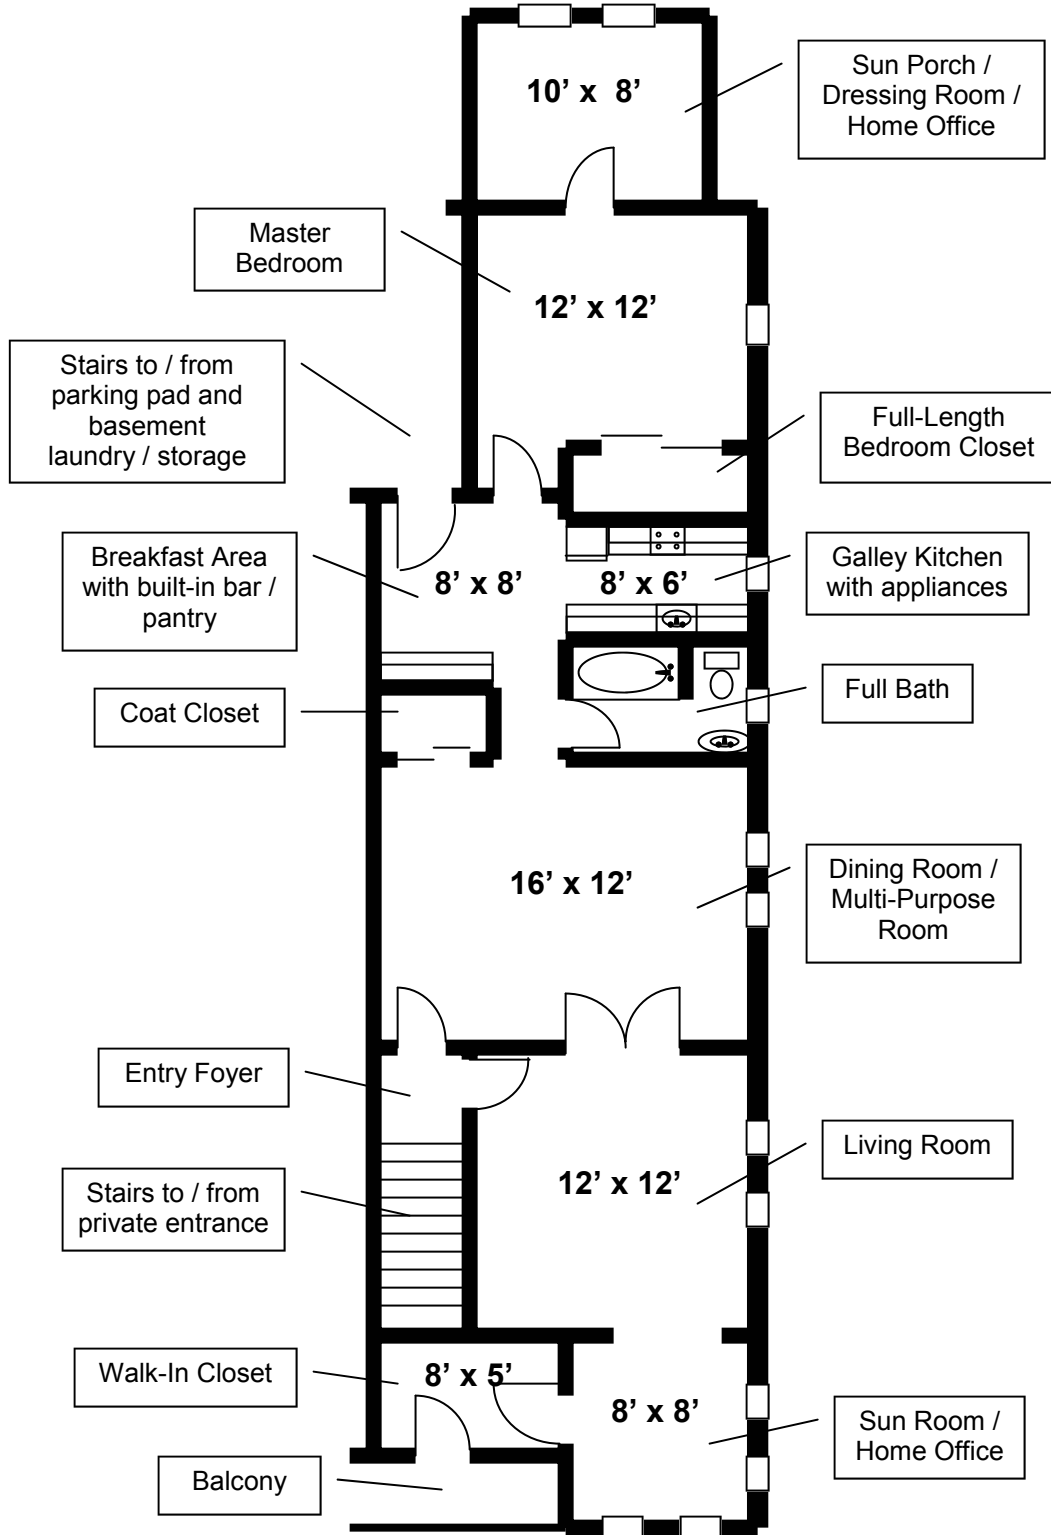 10’ x 8’
Sun Porch /
Dressing Room /
Home Office
Master
Bedroom
12’ x 12’
Stairs to / from
parking pad and
basement
laundry / storage
Full-Length
Bedroom Closet
Breakfast Area
with built-in bar /
pantry
8’ x 8’
8’ x 6’
Galley Kitchen
with appliances
Coat Closet
Full Bath
16’ x 12’
Dining Room /
Multi-Purpose
Room
Entry Foyer
Living Room
12’ x 12’
Stairs to / from
private entrance
Walk-In Closet
8’ x 5’
8’ x 8’
Sun Room /
Home Office
Balcony